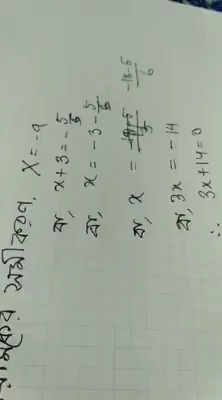 সমীকরণ, X = -9
বা, x + 3 = - 5/3
বা, x = -3 - 5/3
বা, x = -18-5/6
বা, 3x = -14
∴ 3x + 14 = 0